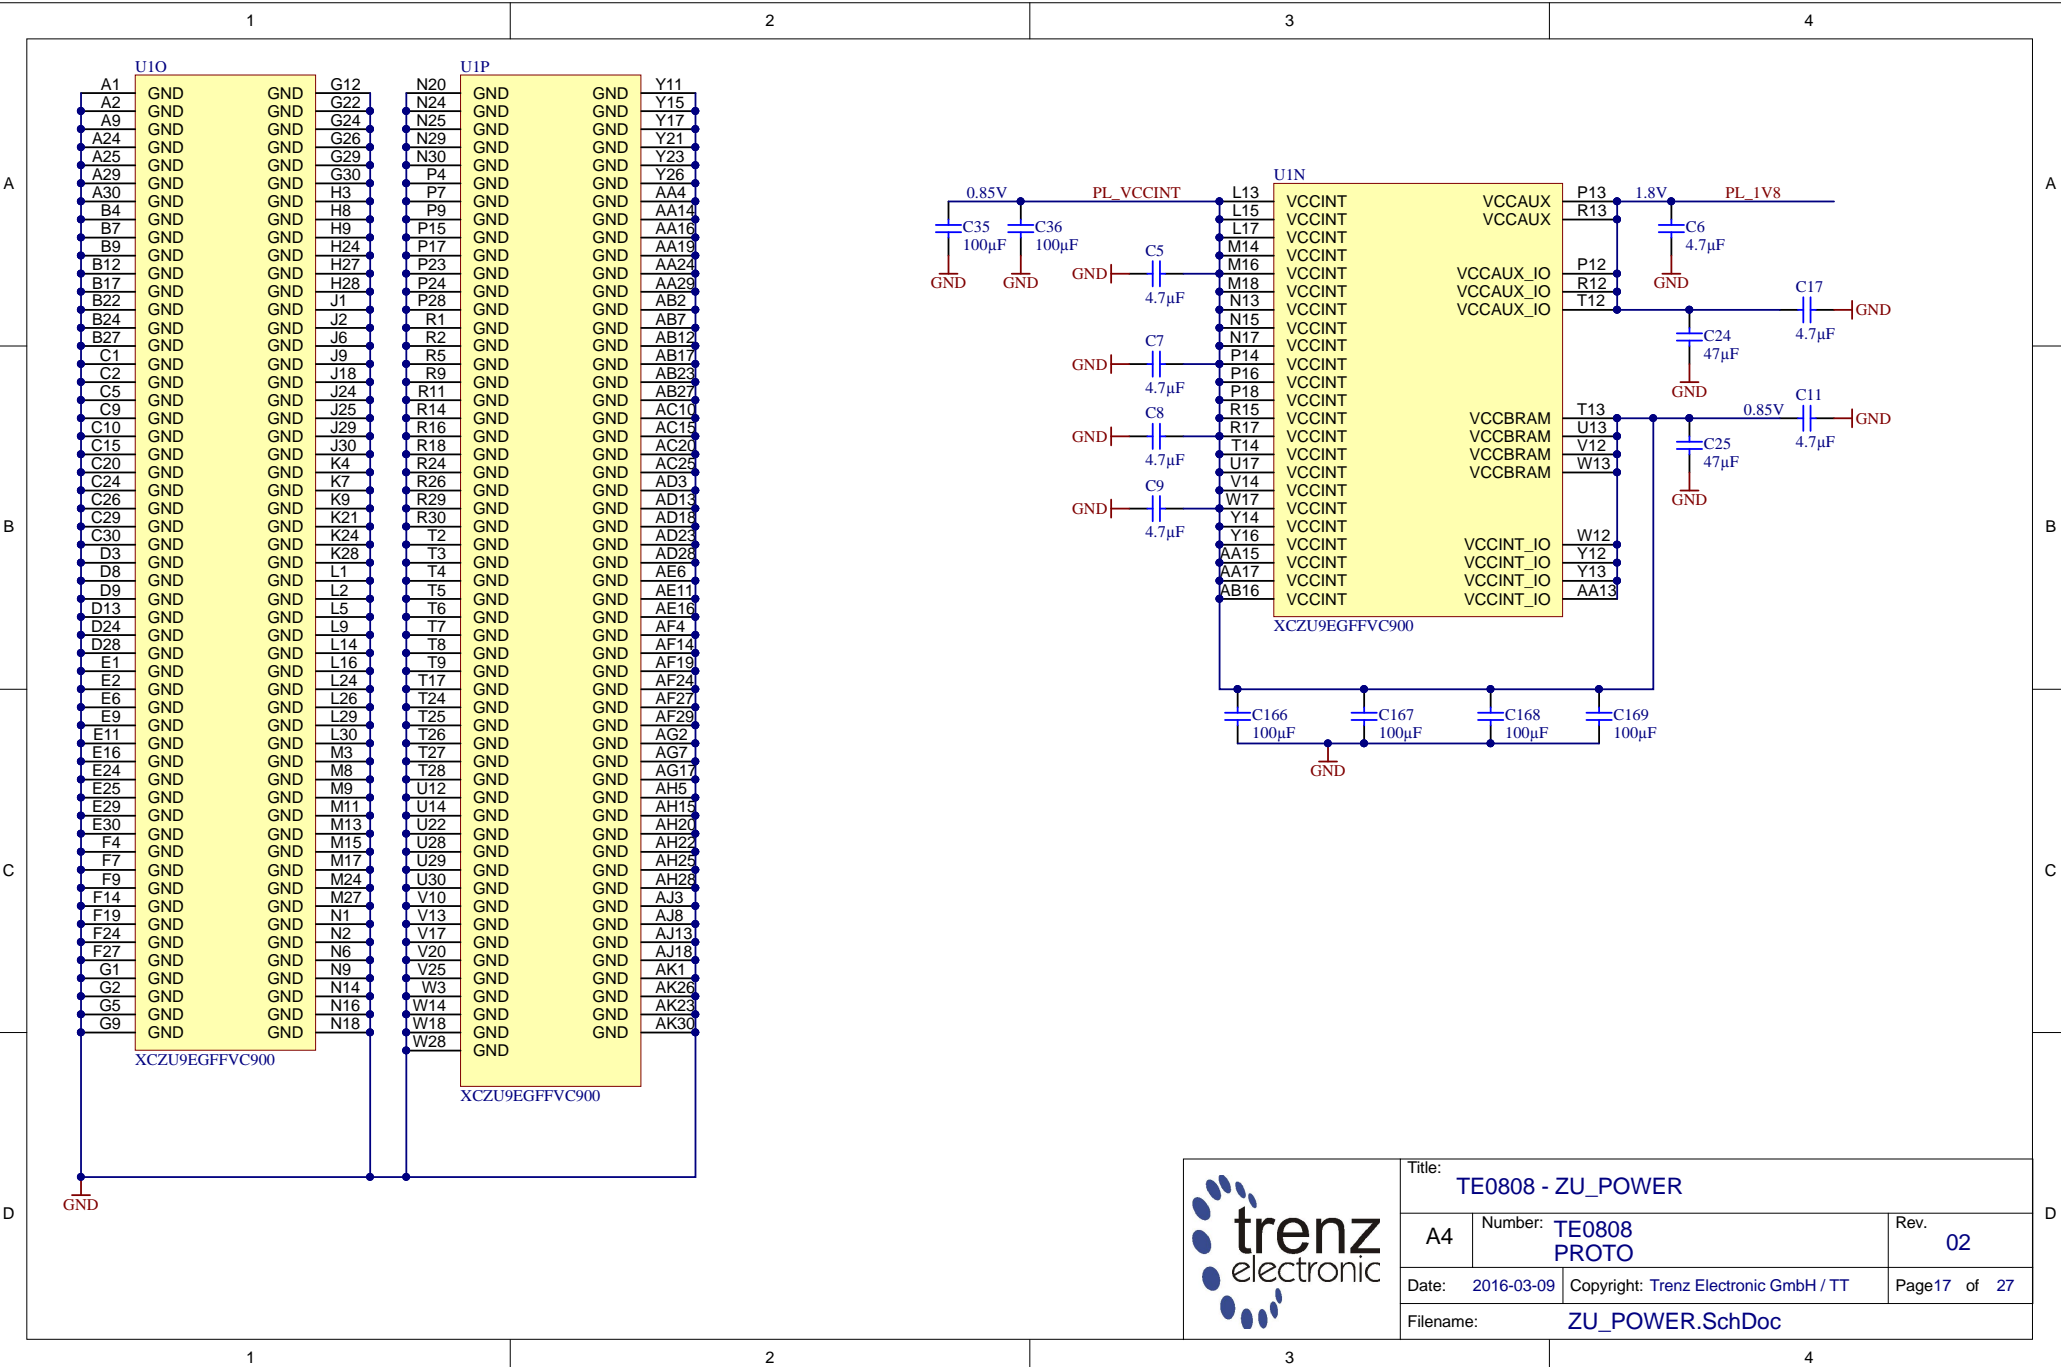 1 2 3 4
A
B
C
D
U1O
A1 GND GND G12
A2 GND GND G22
A9 GND GND G24
A24 GND GND G26
A25 GND GND G29
A29 GND GND G30
A30 GND GND H3
B4 GND GND H8
B7 GND GND H9
B9 GND GND H24
B12 GND GND H27
B17 GND GND H28
B22 GND GND J1
B24 GND GND J2
B27 GND GND J6
C1 GND GND J9
C2 GND GND J18
C5 GND GND J24
C9 GND GND J25
C10 GND GND J29
C15 GND GND J30
C20 GND GND K4
C24 GND GND K7
C26 GND GND K9
C29 GND GND K21
C30 GND GND K24
D3 GND GND K28
D8 GND GND L1
D9 GND GND L2
D13 GND GND L5
D24 GND GND L9
D28 GND GND L14
E1 GND GND L16
E2 GND GND L24
E6 GND GND L26
E9 GND GND L29
E11 GND GND L30
E16 GND GND M3
E24 GND GND M8
E25 GND GND M9
E29 GND GND M11
E30 GND GND M13
F4 GND GND M15
F7 GND GND M17
F9 GND GND M24
F14 GND GND M27
F19 GND GND N1
F24 GND GND N2
F27 GND GND N6
G1 GND GND N9
G2 GND GND N14
G5 GND GND N16
G9 GND GND N18
XCZU9EGFFVC900
GND
U1P
N20 GND GND Y11
N24 GND GND Y15
N25 GND GND Y17
N29 GND GND Y21
N30 GND GND Y23
P4 GND GND Y26
P7 GND GND AA4
P9 GND GND AA14
P15 GND GND AA16
P17 GND GND AA19
P23 GND GND AA24
P24 GND GND AA29
P28 GND GND AB2
R1 GND GND AB7
R2 GND GND AB12
R5 GND GND AB17
R9 GND GND AB23
R11 GND GND AB27
R14 GND GND AC10
R16 GND GND AC15
R18 GND GND AC20
R24 GND GND AC25
R26 GND GND AD3
R29 GND GND AD13
R30 GND GND AD18
T2 GND GND AD23
T3 GND GND AD28
T4 GND GND AE6
T5 GND GND AE11
T6 GND GND AE16
T7 GND GND AF4
T8 GND GND AF14
T9 GND GND AF19
T17 GND GND AF24
T24 GND GND AF27
T25 GND GND AF29
T26 GND GND AG2
T27 GND GND AG7
T28 GND GND AG17
U12 GND GND AH5
U14 GND GND AH15
U22 GND GND AH20
U28 GND GND AH22
U29 GND GND AH25
U30 GND GND AH28
V10 GND GND AJ3
V13 GND GND AJ8
V17 GND GND AJ13
V20 GND GND AJ18
V25 GND GND AK1
W3 GND GND AK26
W14 GND GND AK23
W18 GND GND AK30
W28 GND
XCZU9EGFFVC900
0.85V PL_VCCINT
C35 100µF GND
C36 100µF GND
GND C5 4.7µF
GND C7 4.7µF
GND C8 4.7µF
GND C9 4.7µF
U1N
L13 VCCINT
L15 VCCINT
L17 VCCINT
M14 VCCINT
M16 VCCINT
M18 VCCINT
N13 VCCINT
N15 VCCINT
N17 VCCINT
P14 VCCINT
P16 VCCINT
P18 VCCINT
R15 VCCINT
R17 VCCINT
T14 VCCINT
U17 VCCINT
V14 VCCINT
W17 VCCINT
Y14 VCCINT
Y16 VCCINT
AA15 VCCINT
AA17 VCCINT
AB16 VCCINT
VCCAUX P13
VCCAUX R13
VCCAUX_IO P12
VCCAUX_IO R12
VCCAUX_IO T12
VCCBRAM T13
VCCBRAM U13
VCCBRAM V12
VCCBRAM W13
VCCINT_IO W12
VCCINT_IO Y12
VCCINT_IO Y13
VCCINT_IO AA13
XCZU9EGFFVC900
1.8V PL_1V8
C6 4.7µF GND
C17 4.7µF GND
C24 47µF GND
0.85V C11 4.7µF GND
C25 47µF GND
C166 100µF
C167 100µF
C168 100µF
C169 100µF
GND
A
B
C
D
trenz
electronic
Title:
TE0808 - ZU_POWER
A4 Number: TE0808
PROTO
Rev.
02
Date: 2016-03-09 Copyright: Trenz Electronic GmbH / TT Page17 of 27
Filename: ZU_POWER.SchDoc
1 2 3 4